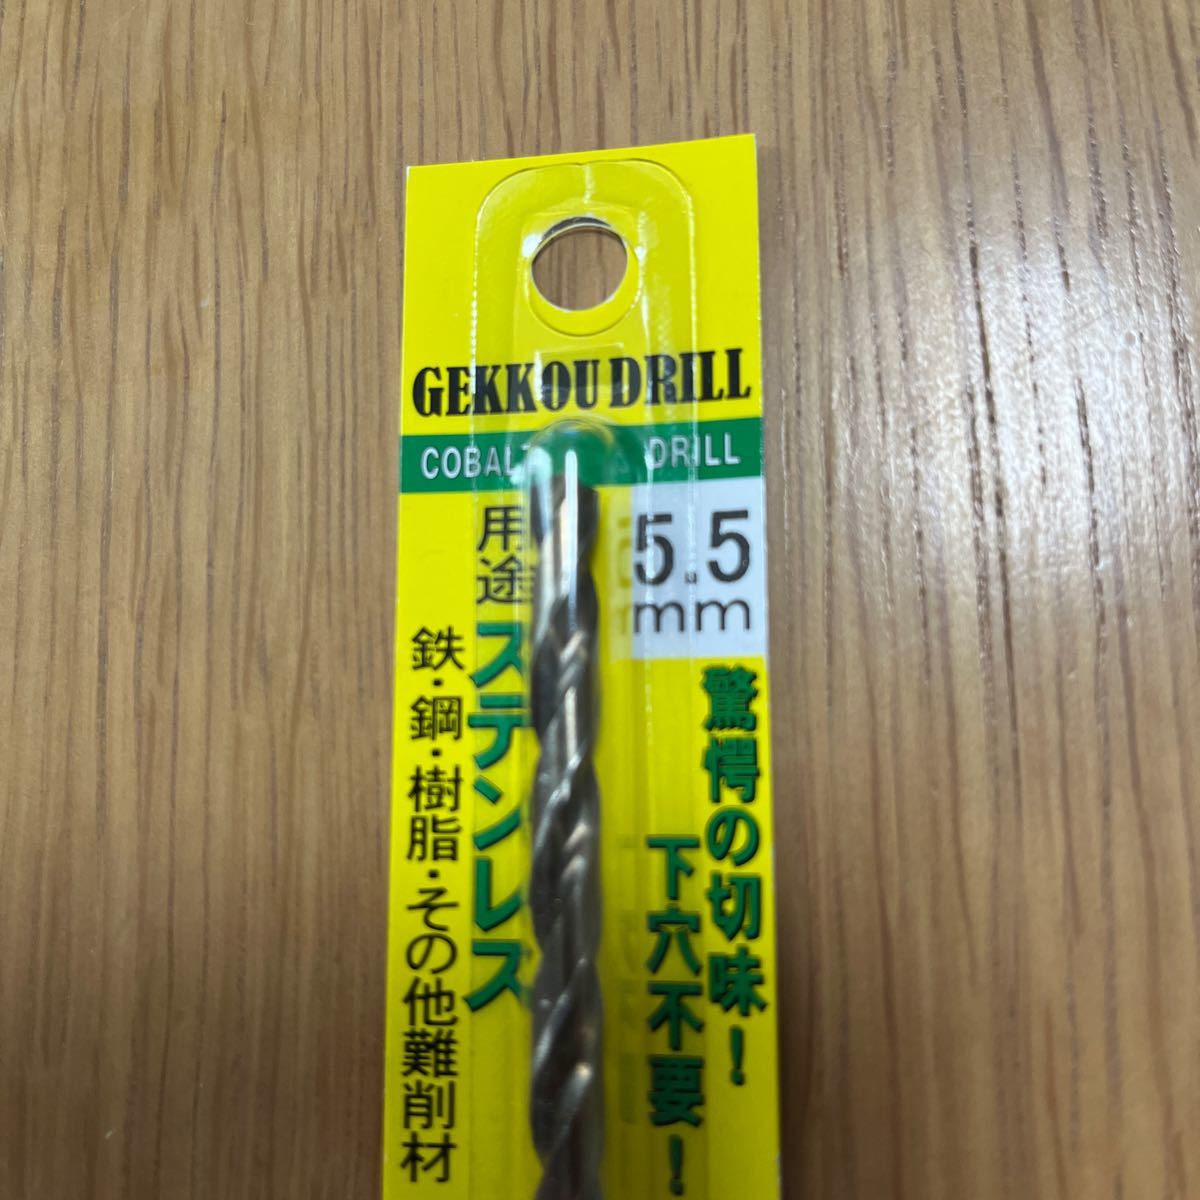 GEKKOU DRILL
COBALT DRILL
5.5
mm
驚愕の切味!
下穴不要!
用途 ステンレス
鉄・鋼・樹脂・その他難削材